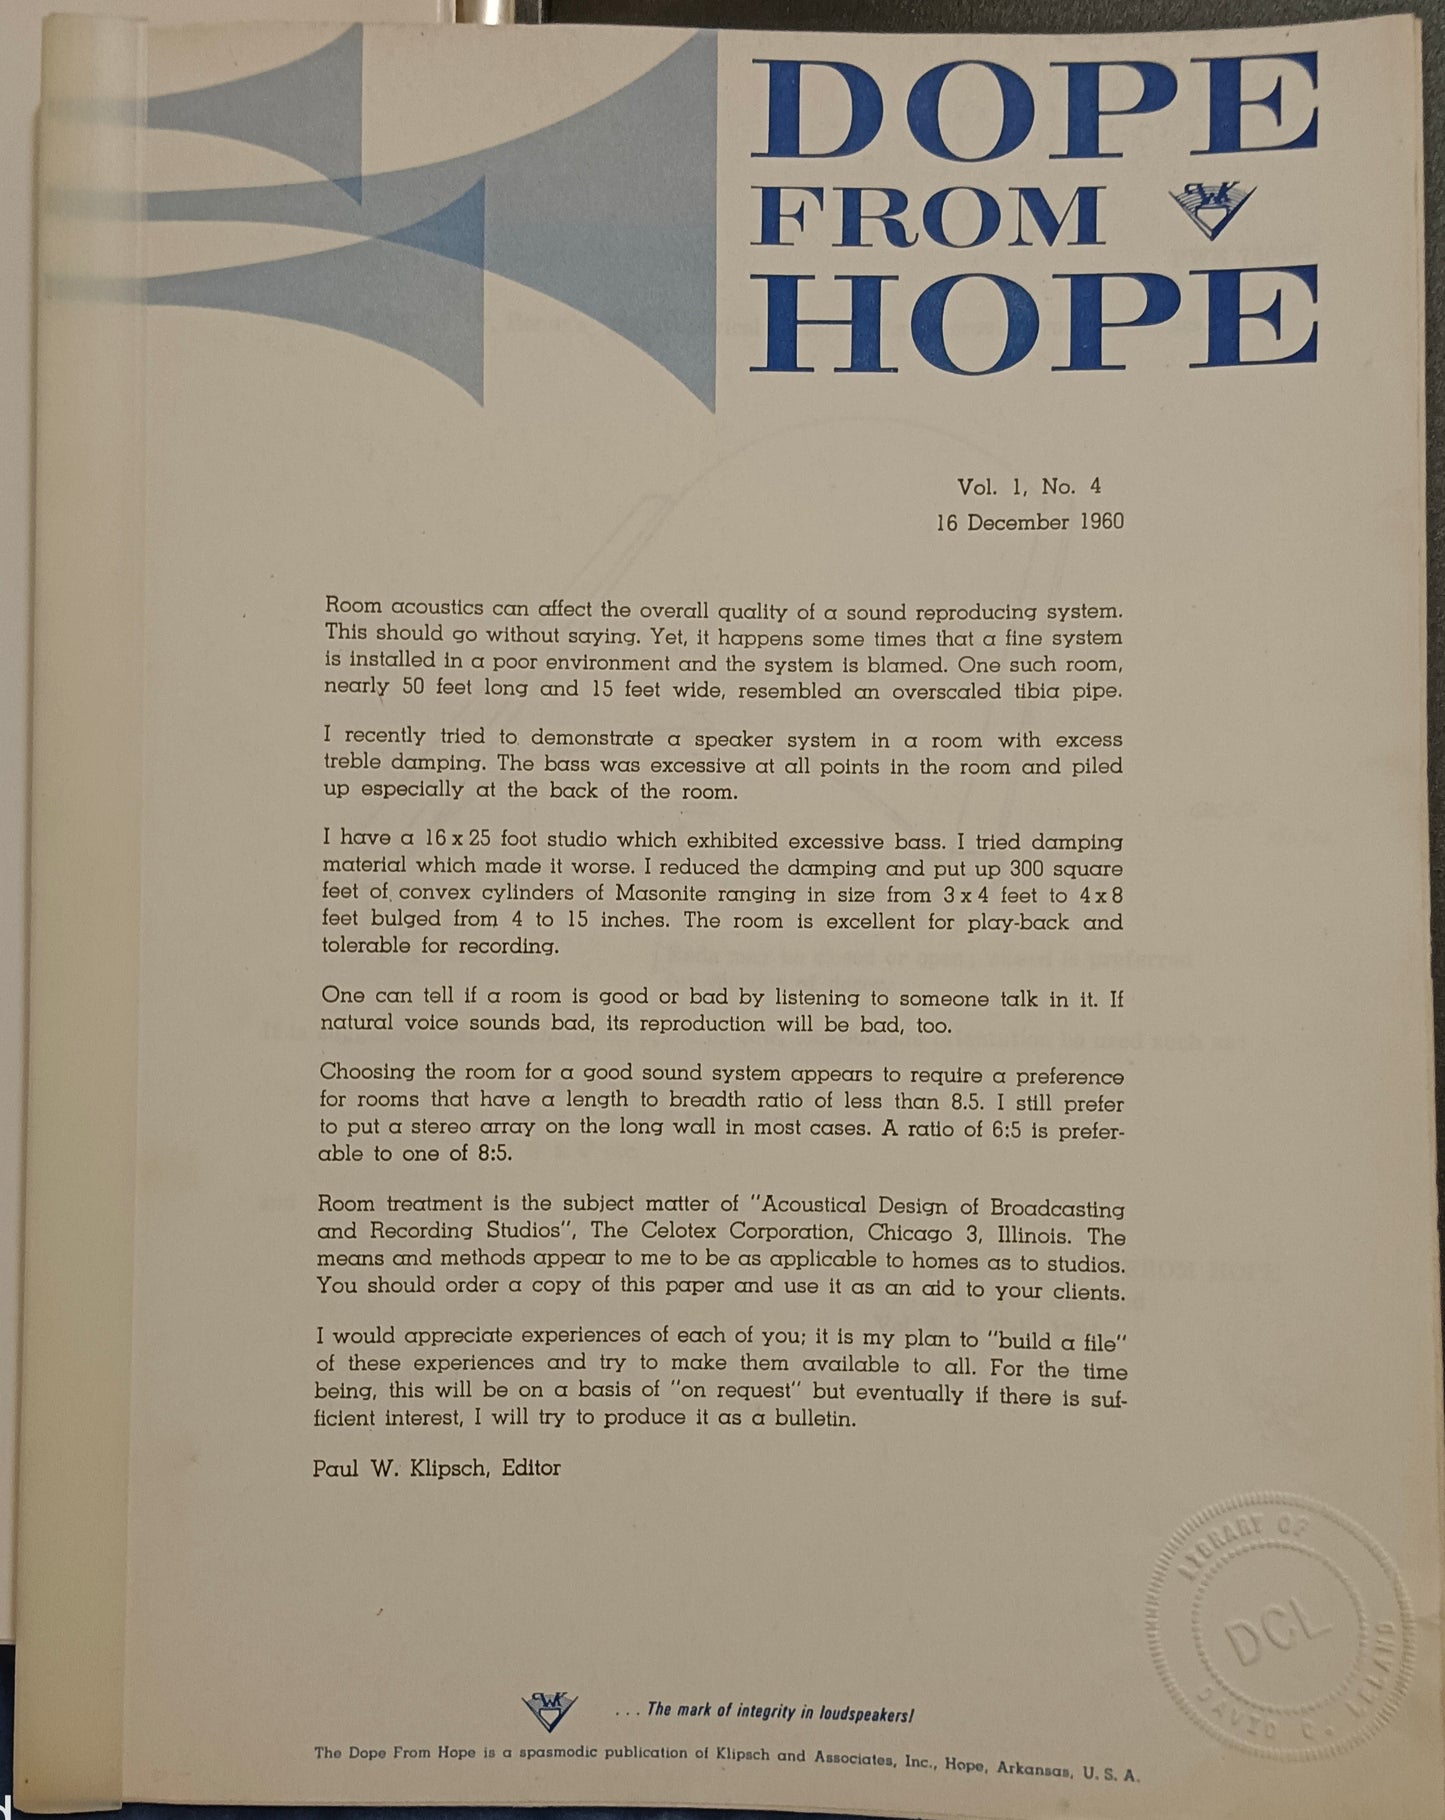 DOPE
FROM
PWK
HOPE
Vol. 1, No. 4
16 December 1960
Room acoustics can affect the overall quality of a sound reproducing system.
This should go without saying. Yet, it happens some times that a fine system
is installed in a poor environment and the system is blamed. One such room,
nearly 50 feet long and 15 feet wide, resembled an overscaled tibia pipe.
I recently tried to demonstrate a speaker system in a room with excess
treble damping. The bass was excessive at all points in the room and piled
up especially at the back of the room.
I have a 16 x 25 foot studio which exhibited excessive bass. I tried damping
material which made it worse. I reduced the damping and put up 300 square
feet of convex cylinders of Masonite ranging in size from 3 x 4 feet to 4 x 8
feet bulged from 4 to 15 inches. The room is excellent for play-back and
tolerable for recording.
One can tell if a room is good or bad by listening to someone talk in it. If
natural voice sounds bad, its reproduction will be bad, too.
Choosing the room for a good sound system appears to require a preference
for rooms that have a length to breadth ratio of less than 8.5. I still prefer
to put a stereo array on the long wall in most cases. A ratio of 6:5 is prefer-
able to one of 8:5.
Room treatment is the subject matter of "Acoustical Design of Broadcasting
and Recording Studios", The Celotex Corporation, Chicago 3, Illinois. The
means and methods appear to me to be as applicable to homes as to studios.
You should order a copy of this paper and use it as an aid to your clients.
I would appreciate experiences of each of you; it is my plan to "build a file"
of these experiences and try to make them available to all. For the time
being, this will be on a basis of "on request" but eventually if there is suf-
ficient interest, I will try to produce it as a bulletin.
Paul W. Klipsch, Editor
LIBRARY OF
DCL
DAVID C. LELAND
PWK
. . . The mark of integrity in loudspeakers!
The Dope From Hope is a spasmodic publication of Klipsch and Associates, Inc., Hope, Arkansas, U. S. A.